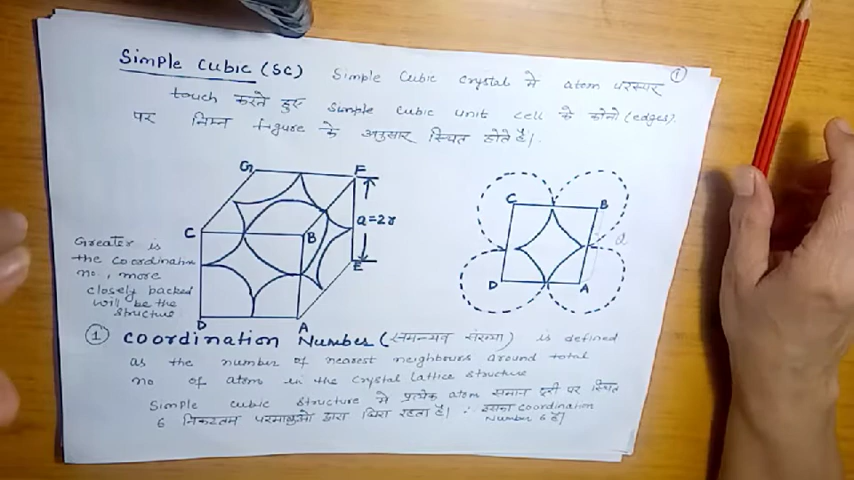 Simple Cubic (SC) Simple Cubic Crystal मे atom परस्पर
1
touch करते हुए Simple Cubic unit cell के कोनो (edges)
पर निम्न figure के अनुसार स्थित होते है।
G F
C B
a=2r
E
D A
C B
a
D A
Greater is
the coordination
no., more
closely packed
will be the
structure
1 Coordination Number (समन्वयन संख्या) is defined
as the number of nearest neighbours around total
no of atom in the crystal lattice structure
Simple cubic structure मे प्रत्येक atom समान दूरी पर स्थित
6 निकटतम परमाणुओ द्वारा घिरा रहता है। ∴ इसका coordination
Number 6 है।